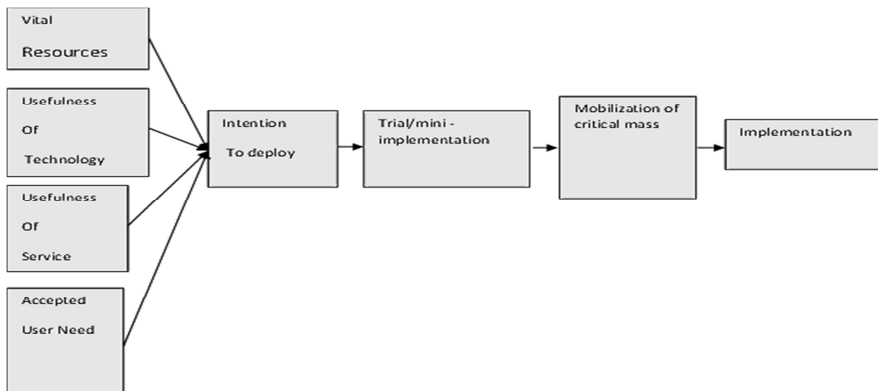 Vital
Resources
Usefulness
Of
Technology
Usefulness
Of
Service
Accepted
User Need
Intention
To deploy
Trial/mini -
implementation
Mobilization of
critical mass
Implementation